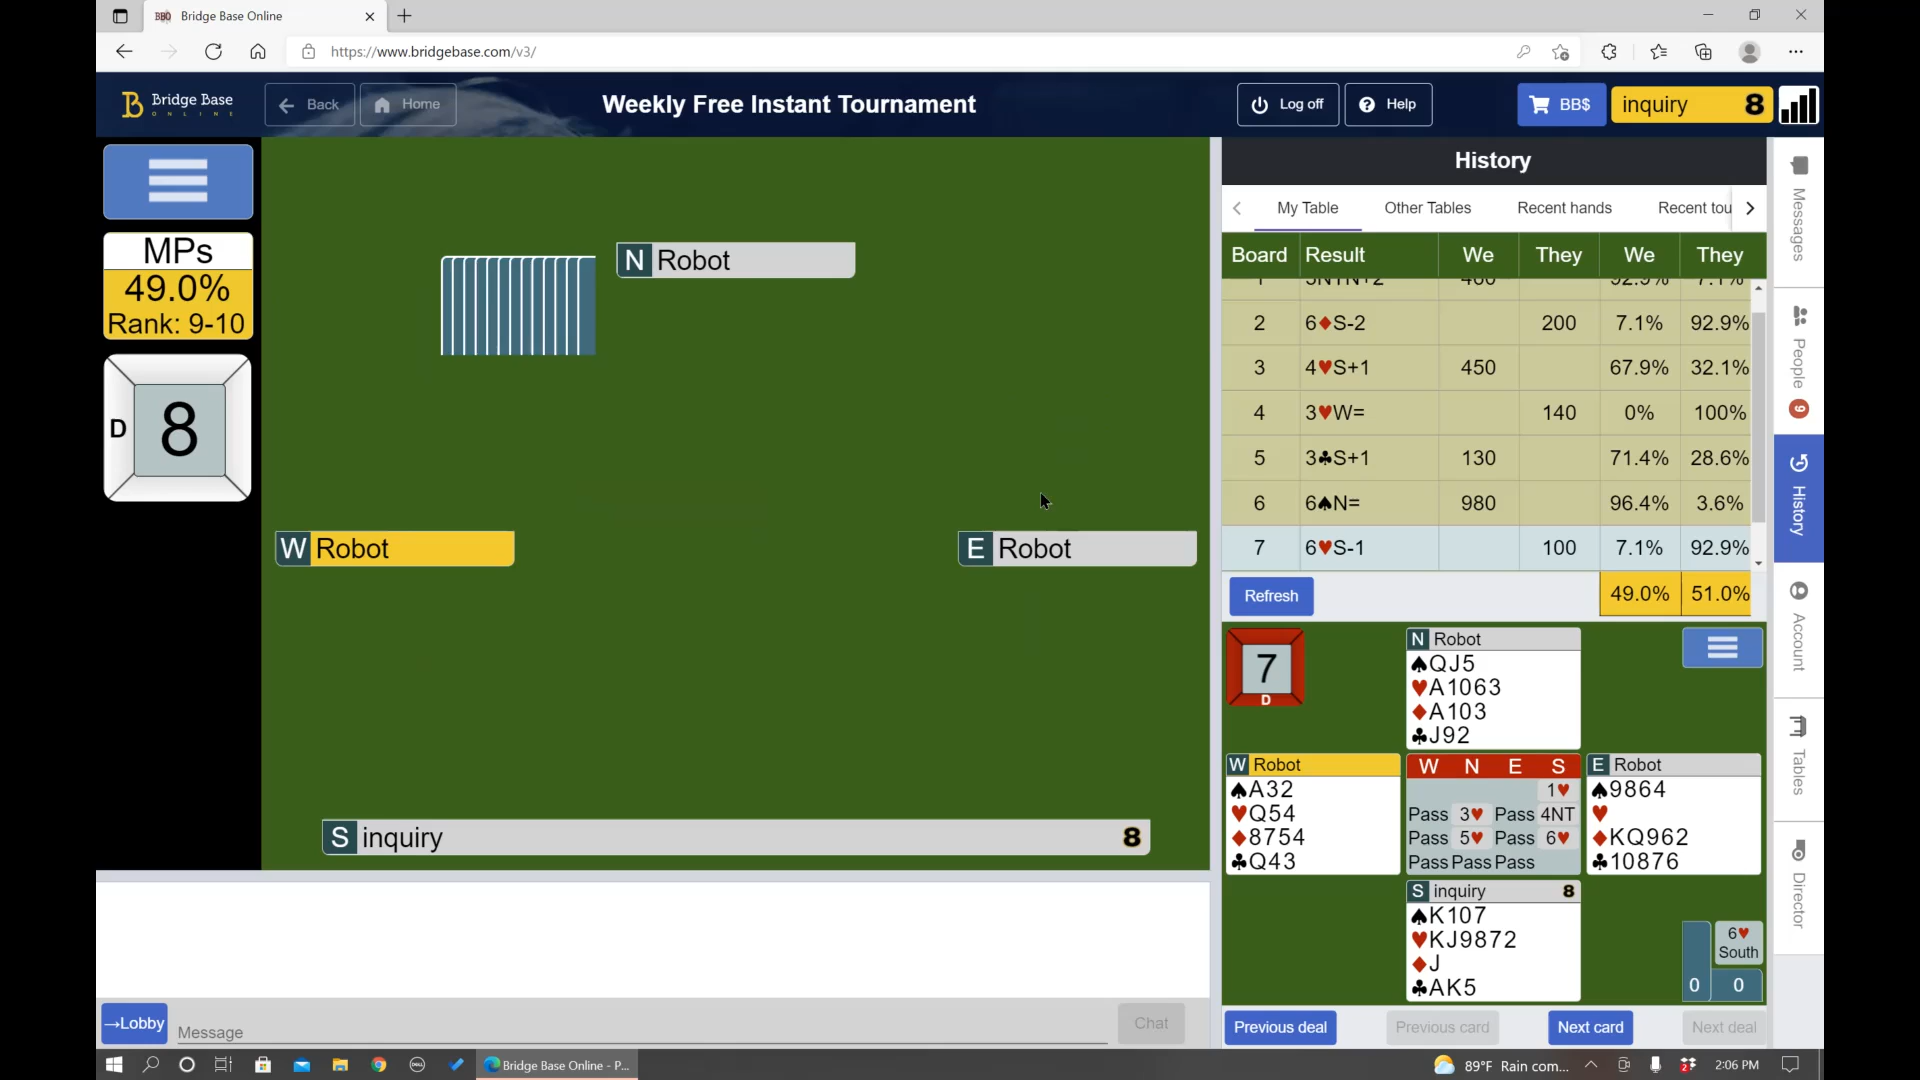 Bridge Base Online
https://www.bridgebase.com/v3/
Bridge Base
ONLINE
Back
Home
Weekly Free Instant Tournament
Log off
Help
BB$
inquiry 8
MPs
49.0%
Rank: 9-10
D 8
N Robot
W Robot
E Robot
S inquiry 8
History
My Table Other Tables Recent hands Recent tou
Board Result We They We They
2 6♦S-2 200 7.1% 92.9%
3 4♥S+1 450 67.9% 32.1%
4 3♥W= 140 0% 100%
5 3♣S+1 130 71.4% 28.6%
6 6♠N= 980 96.4% 3.6%
7 6♥S-1 100 7.1% 92.9%
Refresh 49.0% 51.0%
7
D
N Robot
♠QJ5
♥A1063
♦A103
♣J92
W Robot
♠A32
♥Q54
♦8754
♣Q43
W N E S
1♥
Pass 3♥ Pass 4NT
Pass 5♥ Pass 6♥
Pass Pass Pass
E Robot
♠9864
♥
♦KQ962
♣10876
S inquiry 8
♠K107
♥KJ9872
♦J
♣AK5
6♥
South
0 0
Previous deal Previous card Next card Next deal
Messages
People
9
History
Account
Tables
Director
→Lobby
Message
Chat
Bridge Base Online - P...
89°F Rain com...
2:06 PM